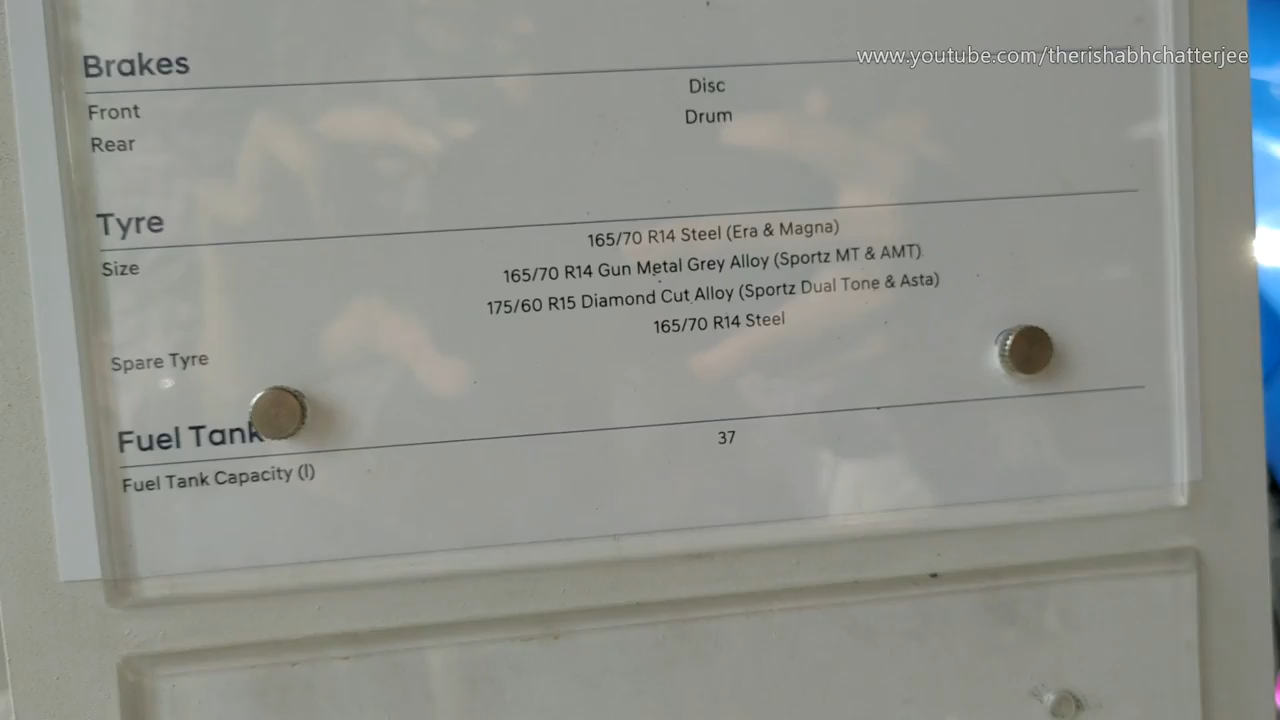 www.youtube.com/therishabhchatterjee
Brakes
Front Disc
Rear Drum
Tyre
Size 165/70 R14 Steel (Era & Magna)
165/70 R14 Gun Metal Grey Alloy (Sportz MT & AMT)
175/60 R15 Diamond Cut Alloy (Sportz Dual Tone & Asta)
Spare Tyre 165/70 R14 Steel
Fuel Tank
Fuel Tank Capacity (l) 37